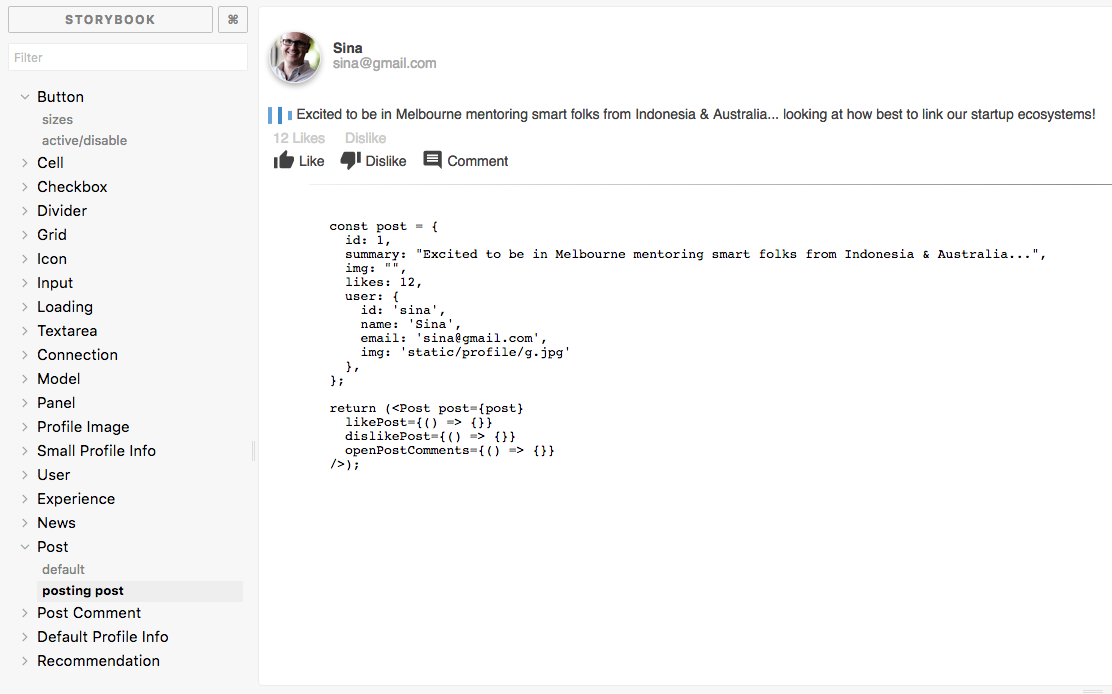 STORYBOOK ⌘
Filter
Button
sizes
active/disable
Cell
Checkbox
Divider
Grid
Icon
Input
Loading
Textarea
Connection
Model
Panel
Profile Image
Small Profile Info
User
Experience
News
Post
default
posting post
Post Comment
Default Profile Info
Recommendation
Sina
sina@gmail.com
Excited to be in Melbourne mentoring smart folks from Indonesia & Australia... looking at how best to link our startup ecosystems!
12 Likes Dislike
Like Dislike Comment
const post = {
  id: 1,
  summary: "Excited to be in Melbourne mentoring smart folks from Indonesia & Australia...",
  img: "",
  likes: 12,
  user: {
    id: 'sina',
    name: 'Sina',
    email: 'sina@gmail.com',
    img: 'static/profile/g.jpg'
  },
};
return (<Post post={post}
  likePost={() => {}}
  dislikePost={() => {}}
  openPostComments={() => {}}
/>);